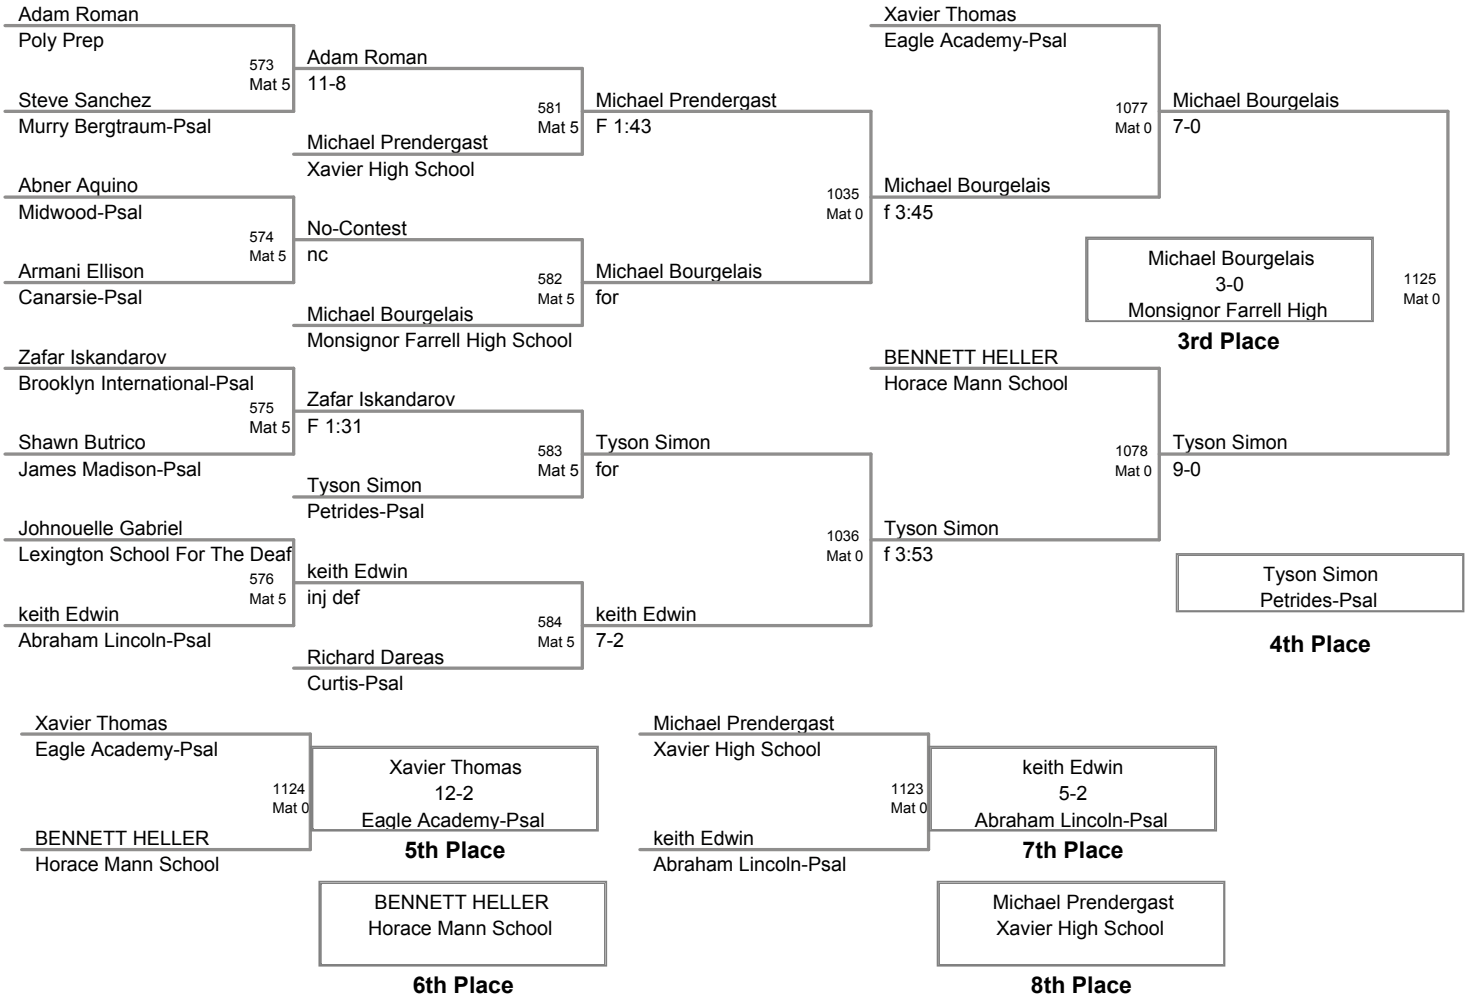 Adam Roman
Poly Prep
573
Mat 5
Steve Sanchez
Murry Bergtraum-Psal
Adam Roman
11-8
581
Mat 5
Michael Prendergast
Xavier High School
Michael Prendergast
F 1:43
Abner Aquino
Midwood-Psal
574
Mat 5
Armani Ellison
Canarsie-Psal
No-Contest
nc
582
Mat 5
Michael Bourgelais
Monsignor Farrell High School
Michael Bourgelais
for
1035
Mat 0
Xavier Thomas
Eagle Academy-Psal
1077
Mat 0
Michael Bourgelais
f 3:45
Michael Bourgelais
7-0
Michael Bourgelais
3-0
Monsignor Farrell High
3rd Place
1125
Mat 0
Zafar Iskandarov
Brooklyn International-Psal
575
Mat 5
Shawn Butrico
James Madison-Psal
Zafar Iskandarov
F 1:31
583
Mat 5
Tyson Simon
Petrides-Psal
Tyson Simon
for
Johnouelle Gabriel
Lexington School For The Deaf
576
Mat 5
keith Edwin
Abraham Lincoln-Psal
keith Edwin
inj def
584
Mat 5
Richard Dareas
Curtis-Psal
keith Edwin
7-2
1036
Mat 0
BENNETT HELLER
Horace Mann School
1078
Mat 0
Tyson Simon
f 3:53
Tyson Simon
9-0
Tyson Simon
Petrides-Psal
4th Place
Xavier Thomas
Eagle Academy-Psal
1124
Mat 0
BENNETT HELLER
Horace Mann School
Xavier Thomas
12-2
Eagle Academy-Psal
5th Place
BENNETT HELLER
Horace Mann School
6th Place
Michael Prendergast
Xavier High School
1123
Mat 0
keith Edwin
Abraham Lincoln-Psal
keith Edwin
5-2
Abraham Lincoln-Psal
7th Place
Michael Prendergast
Xavier High School
8th Place